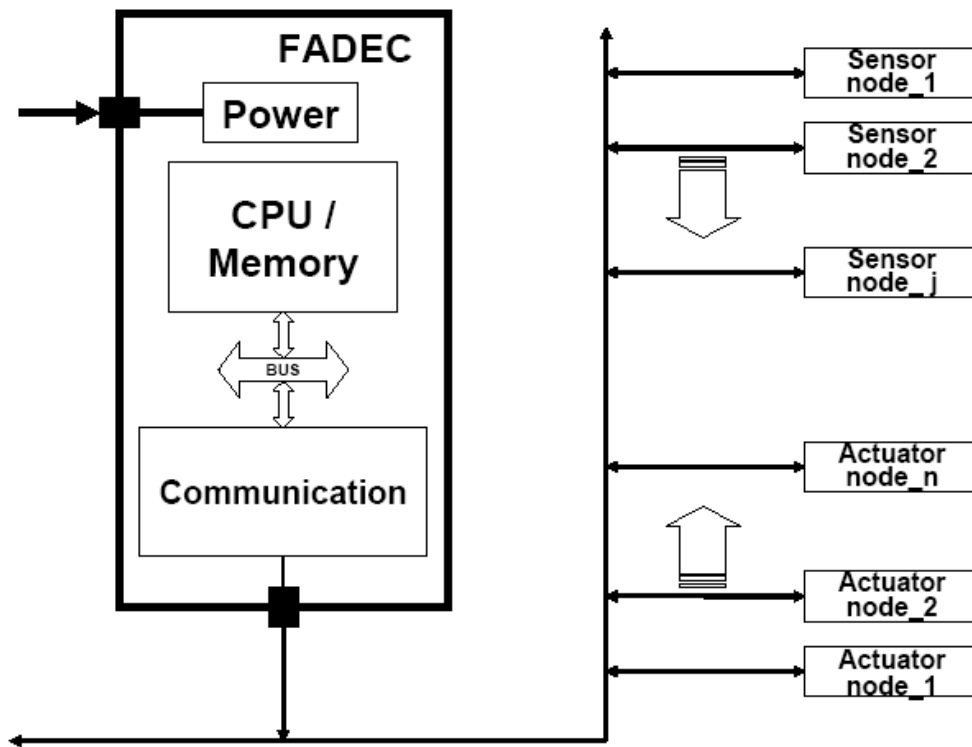 FADEC
Power
CPU /
Memory
BUS
Communication
Sensor
node_1
Sensor
node_2
Sensor
node_j
Actuator
node_n
Actuator
node_2
Actuator
node_1